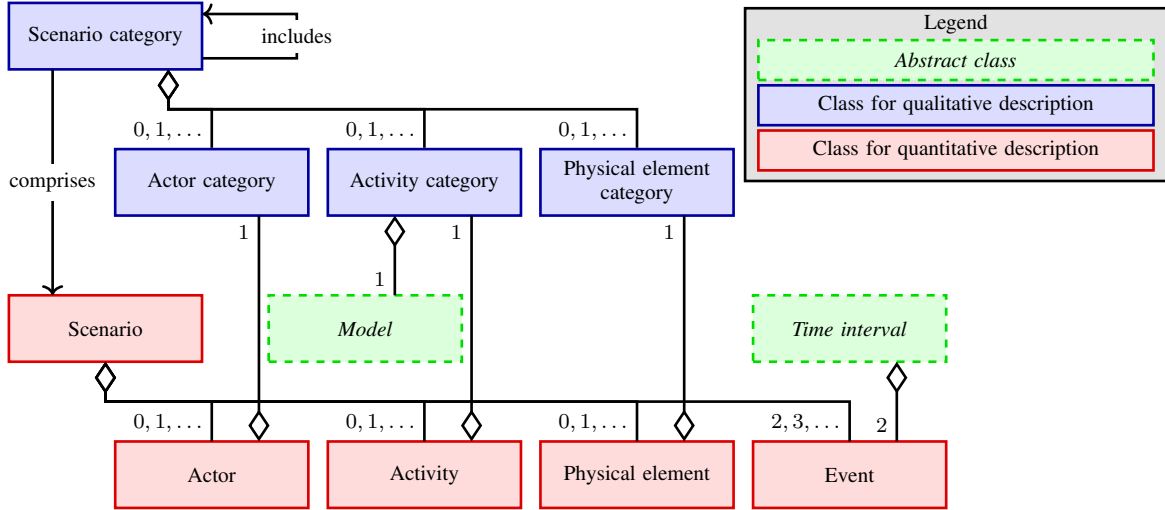 Scenario category
includes
Legend
Abstract class
Class for qualitative description
Class for quantitative description
0, 1, . . .
0, 1, . . .
0, 1, . . .
comprises
Actor category
Activity category
Physical element
category
1
1
1
1
Scenario
Model
Time interval
0, 1, . . .
0, 1, . . .
0, 1, . . .
2, 3, . . .
2
Actor
Activity
Physical element
Event